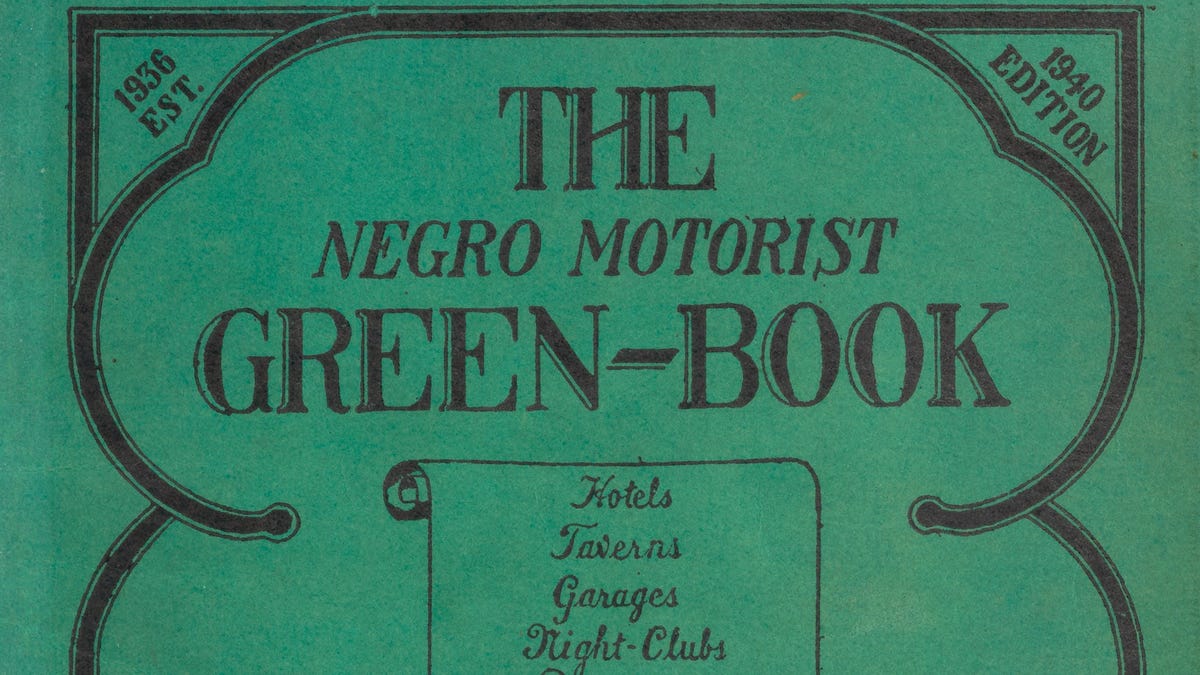 1936
EST.
1940
EDITION
THE
NEGRO MOTORIST
GREEN-BOOK
Hotels
Taverns
Garages
Night-Clubs